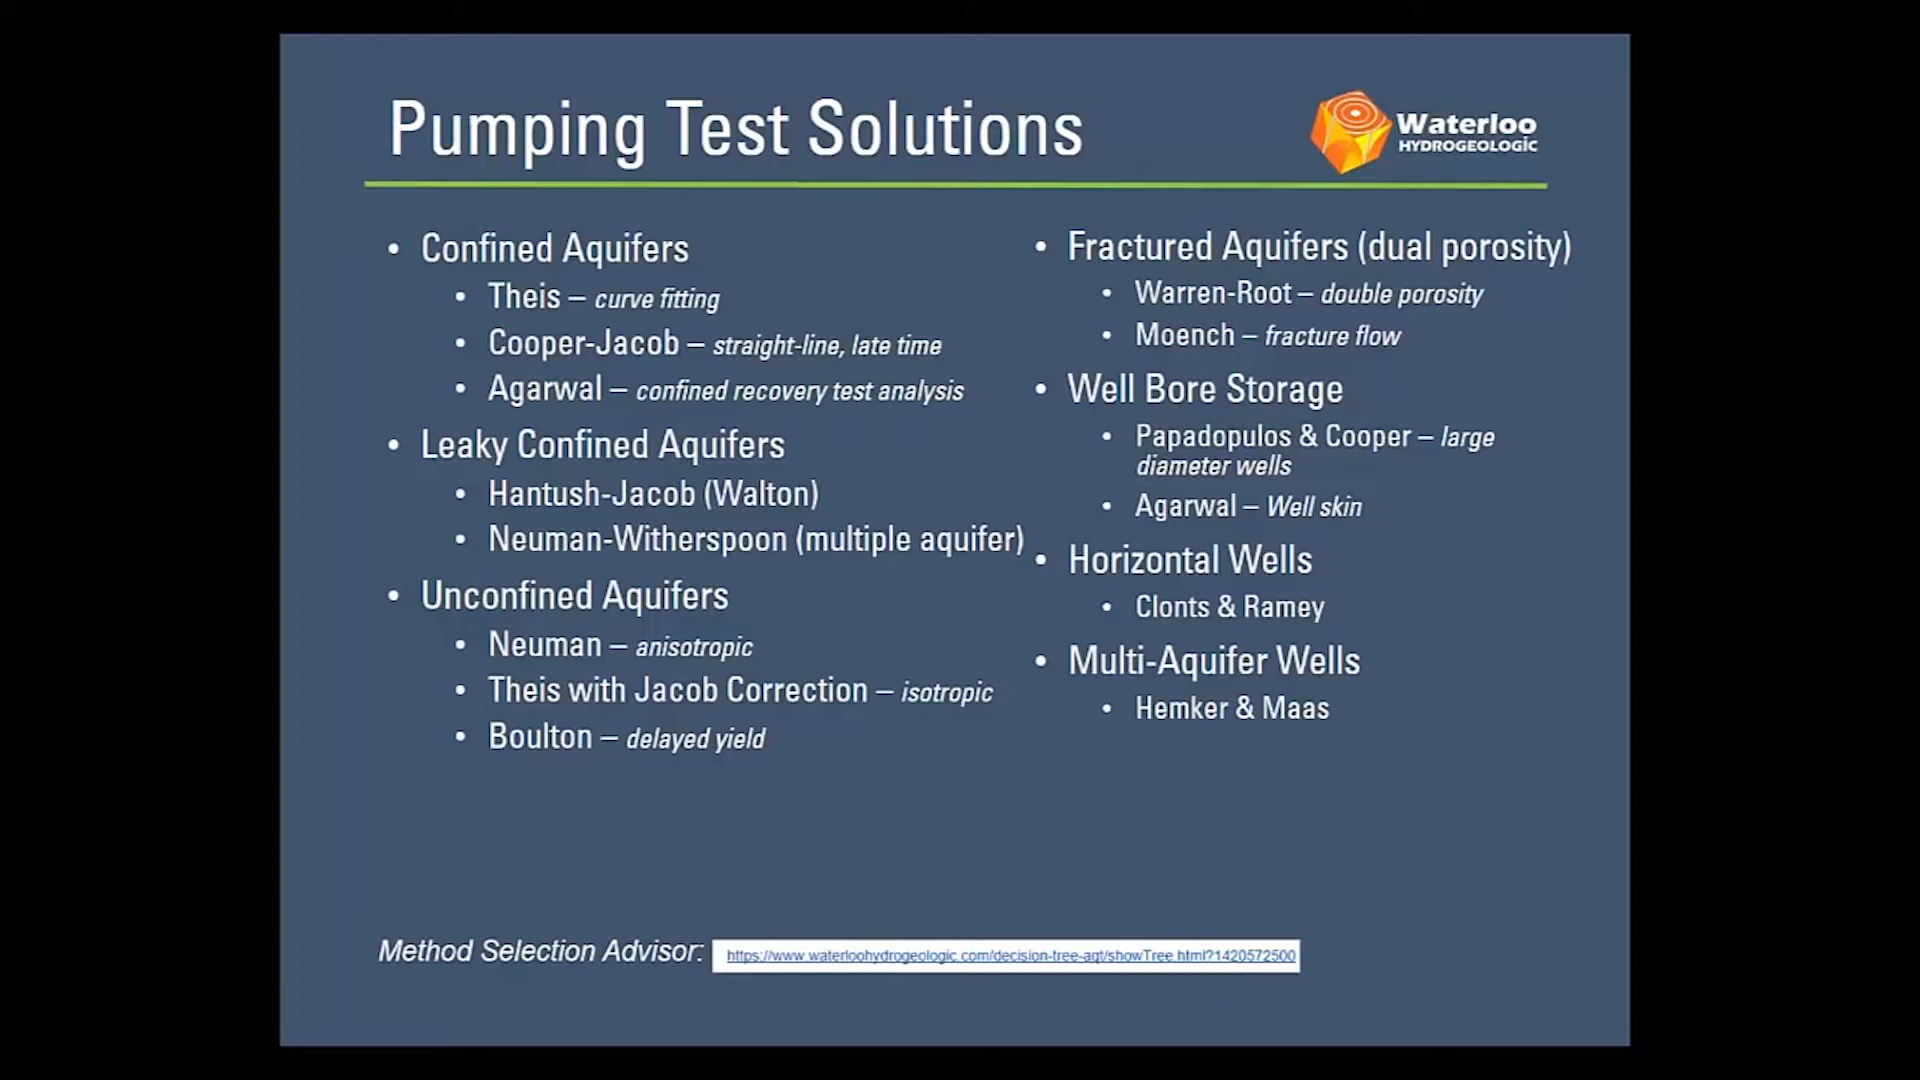 Pumping Test Solutions
Waterloo
HYDROGEOLOGIC
• Confined Aquifers
• Theis – curve fitting
• Cooper-Jacob – straight-line, late time
• Agarwal – confined recovery test analysis
• Leaky Confined Aquifers
• Hantush-Jacob (Walton)
• Neuman-Witherspoon (multiple aquifer)
• Unconfined Aquifers
• Neuman – anisotropic
• Theis with Jacob Correction – isotropic
• Boulton – delayed yield
• Fractured Aquifers (dual porosity)
• Warren-Root – double porosity
• Moench – fracture flow
• Well Bore Storage
• Papadopulos & Cooper – large
diameter wells
• Agarwal – Well skin
• Horizontal Wells
• Clonts & Ramey
• Multi-Aquifer Wells
• Hemker & Maas
Method Selection Advisor: https://www.waterloohydrogeologic.com/decision-tree-aqt/showTree.html?1420572500